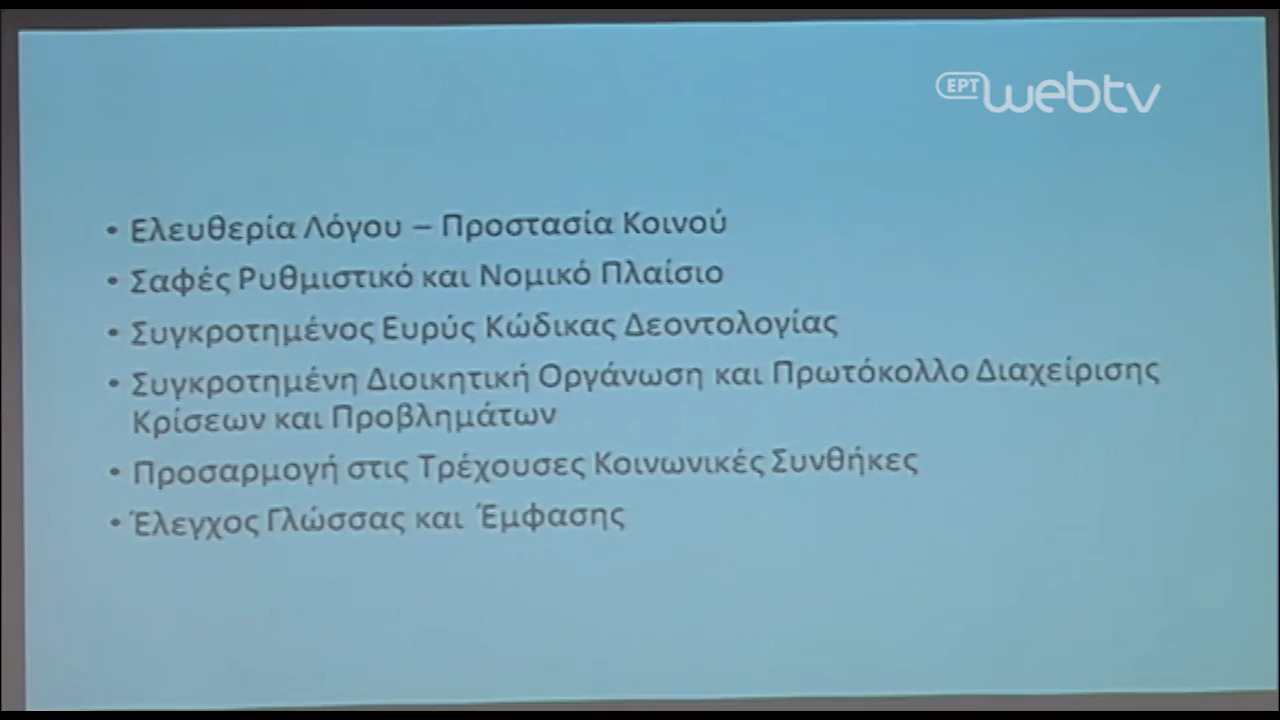 ΕΡΤ webtv
• Ελευθερία Λόγου – Προστασία Κοινού
• Σαφές Ρυθμιστικό και Νομικό Πλαίσιο
• Συγκροτημένος Ευρύς Κώδικας Δεοντολογίας
• Συγκροτημένη Διοικητική Οργάνωση και Πρωτόκολλο Διαχείρισης
Κρίσεων και Προβλημάτων
• Προσαρμογή στις Τρέχουσες Κοινωνικές Συνθήκες
• Έλεγχος Γλώσσας και Έμφασης